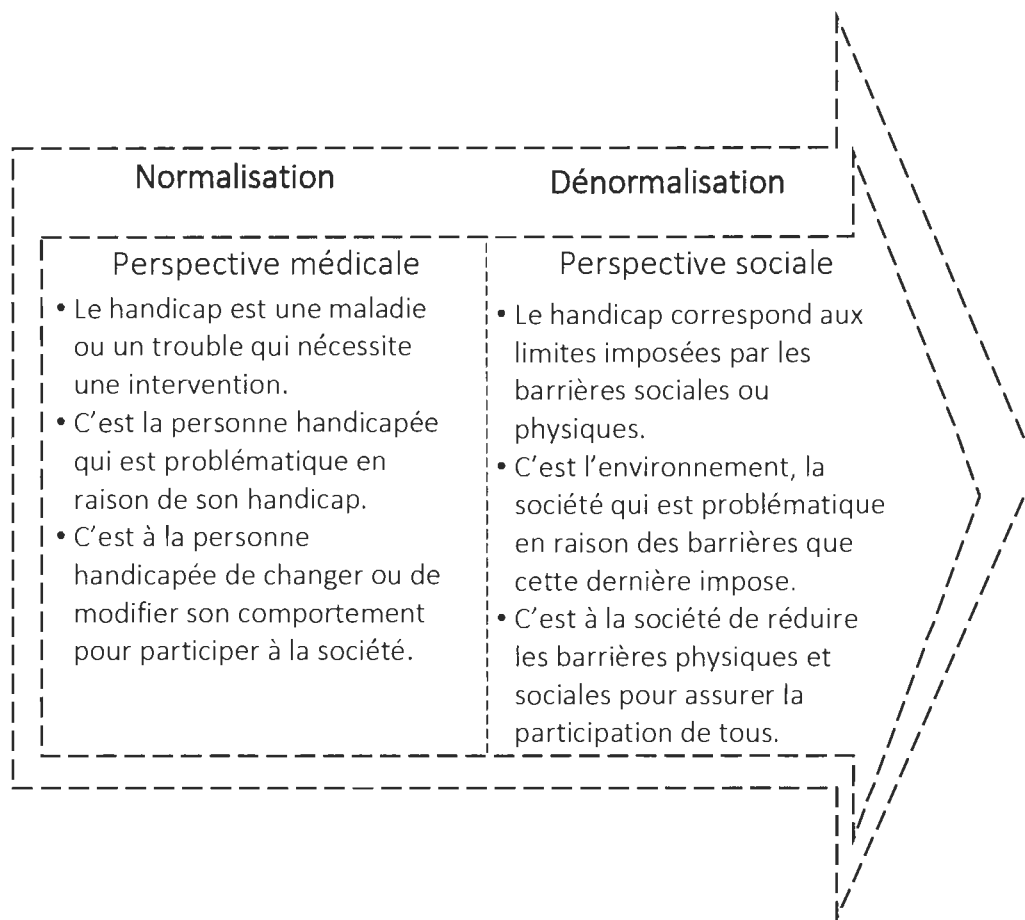 Normalisation
Perspective médicale
• Le handicap est une maladie
ou un trouble qui nécessite
une intervention.
• C'est la personne handicapée
qui est problématique en
raison de son handicap.
• C'est à la personne
handicapée de changer ou de
modifier son comportement
pour participer à la société.
Dénormalisation
Perspective sociale
• Le handicap correspond aux
limites imposées par les
barrières sociales ou
physiques.
• C'est l'environnement, la
société qui est problématique
en raison des barrières que
cette dernière impose.
• C'est à la société de réduire
les barrières physiques et
sociales pour assurer la
participation de tous.